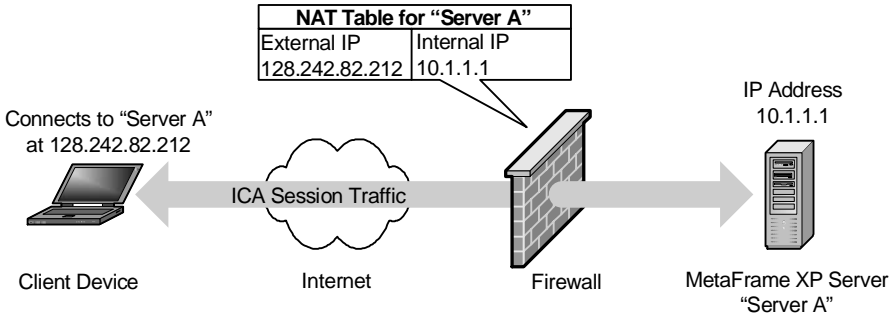 NAT Table for “Server A”
External IP Internal IP
128.242.82.212 10.1.1.1
IP Address
10.1.1.1
Connects to “Server A”
at 128.242.82.212
ICA Session Traffic
Client Device
Internet
Firewall
MetaFrame XP Server
“Server A”